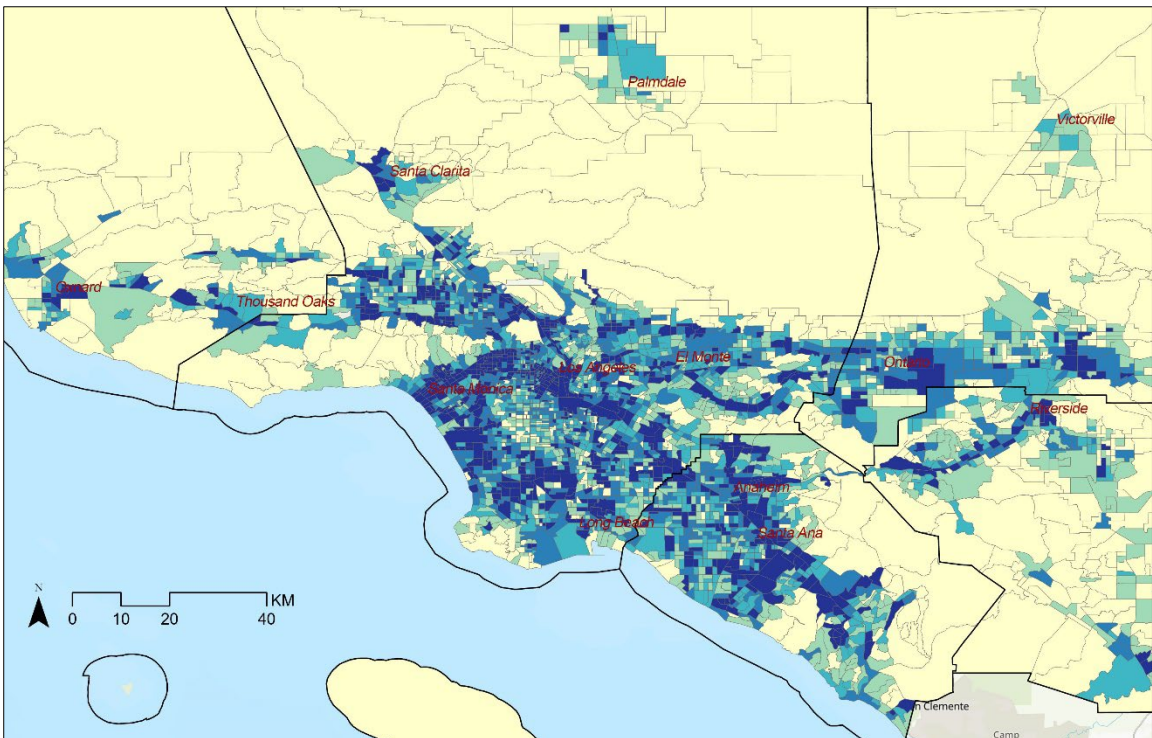 Palmdale
Victorville
Santa Clarita
Oxnard
Thousand Oaks
Los Angeles
El Monte
Ontario
Santa Monica
Riverside
Anaheim
Long Beach
Santa Ana
N
KM
0 10 20 40
n Clemente
Camp